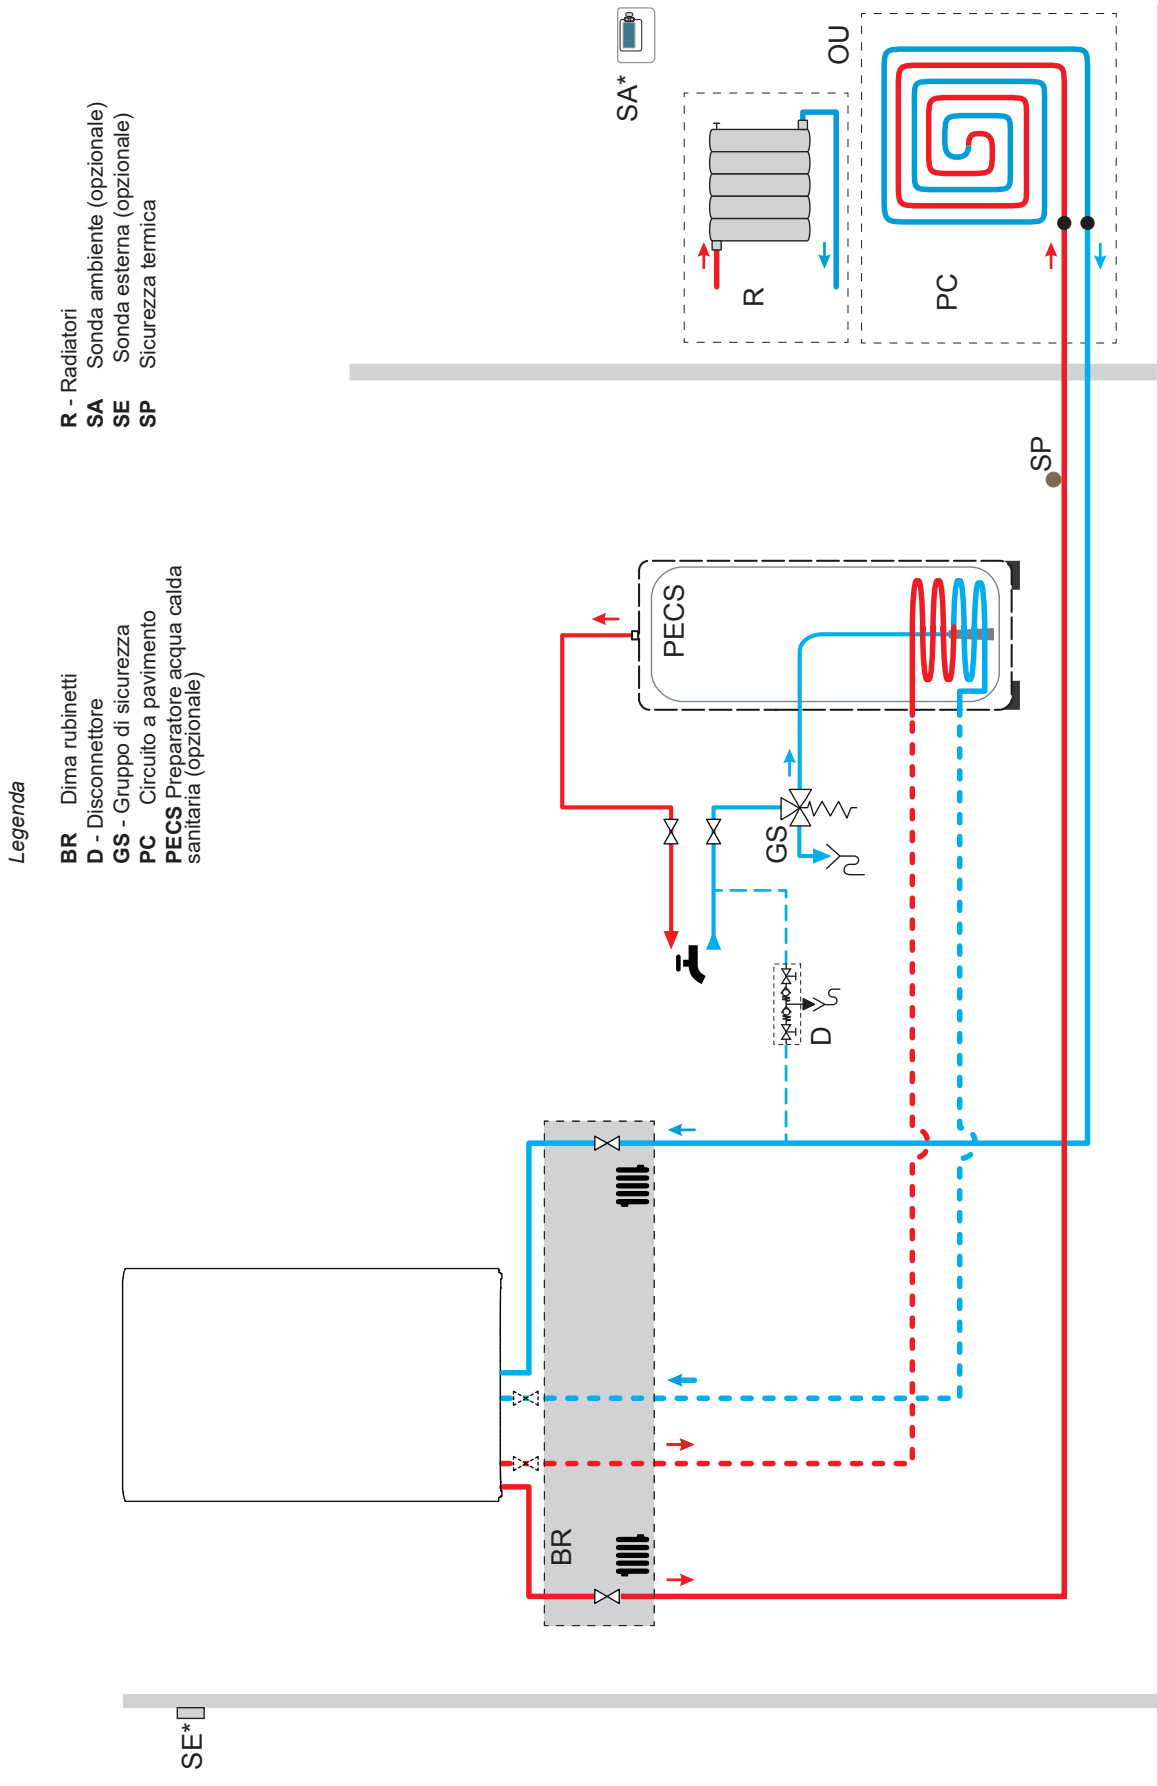 Legenda
BR Dima rubinetti
D - Disconnettore
GS - Gruppo di sicurezza
PC Circuito a pavimento
PECS Preparatore acqua calda
sanitaria (opzionale)
R - Radiatori
SA Sonda ambiente (opzionale)
SE Sonda esterna (opzionale)
SP Sicurezza termica
SE*
BR
D
GS
PECS
SP
SA*
R
OU
PC